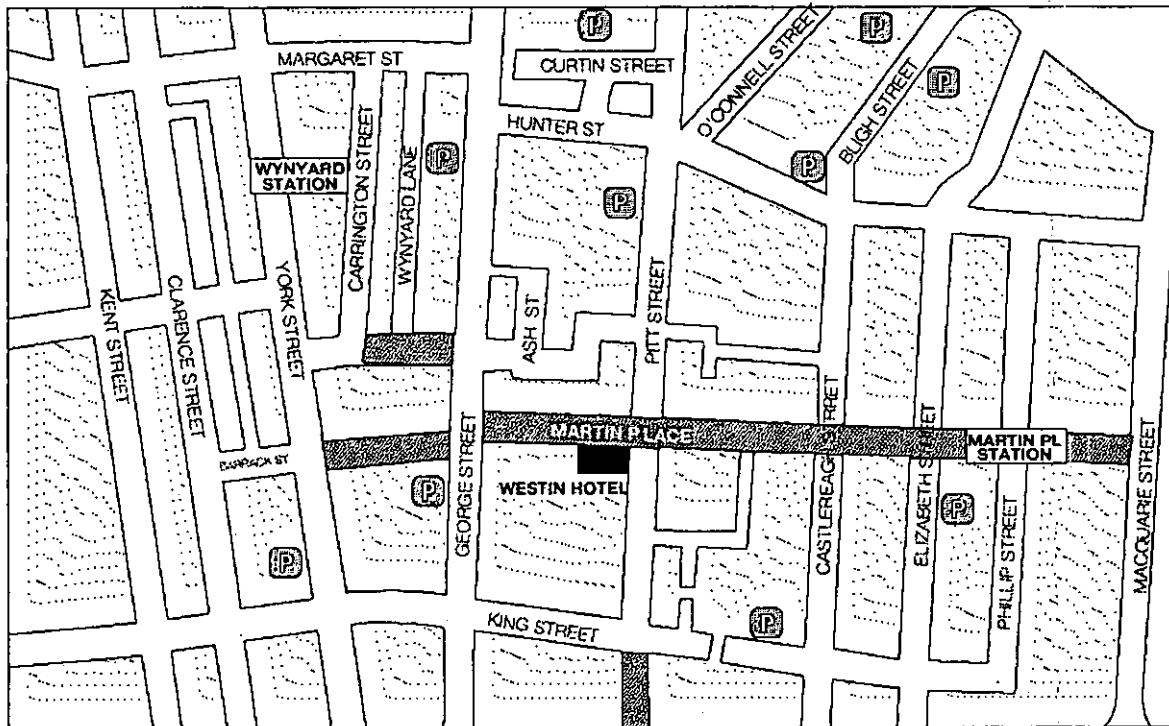 P
P
P
MARGARET ST
CURTIN STREET
O'CONNELL STREET
BLIGH STREET
HUNTER ST
P
WYNYARD
STATION
CARRINGTON STREET
WYNYARD LANE
P
P
KENT STREET
CLARENCE STREET
YORK STREET
ASH ST
PITT STREET
MARTIN PLACE
MARTIN PL
STATION
BARRACK ST
P
GEORGE STREET
WESTIN HOTEL
CASTLEREAGH STRRET
ELIZABETH STREET
P
PHILLIP STREET
MACQUARIE STREET
P
KING STREET
P